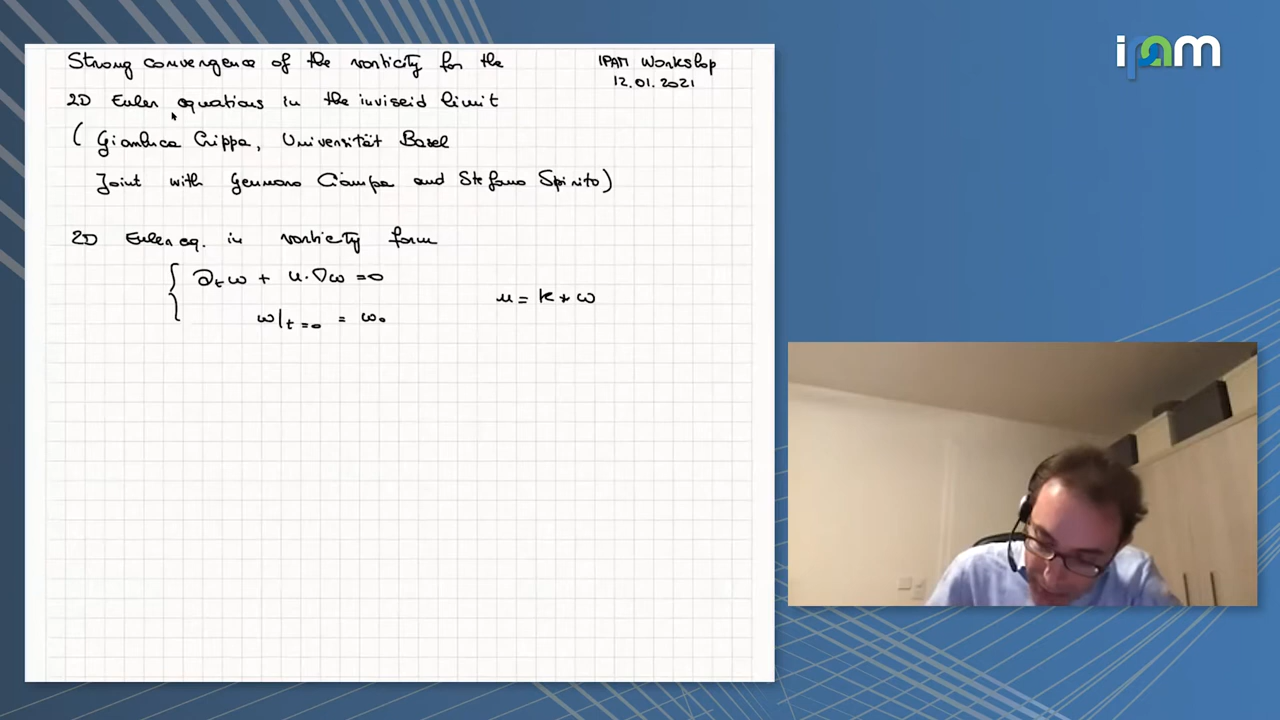 Strong convergence of the vorticity for the
IPAM Workshop
12.01.2021
2D Euler equations in the inviscid limit
(Gianluca Crippa, Universität Basel
Joint with Gennaro Ciampa and Stefano Spirito)
2D Euler eq. in vorticity form
{ ∂ₜω + u·∇ω = 0
ω|ₜ₌₀ = ω₀
u = K * ω
ipam